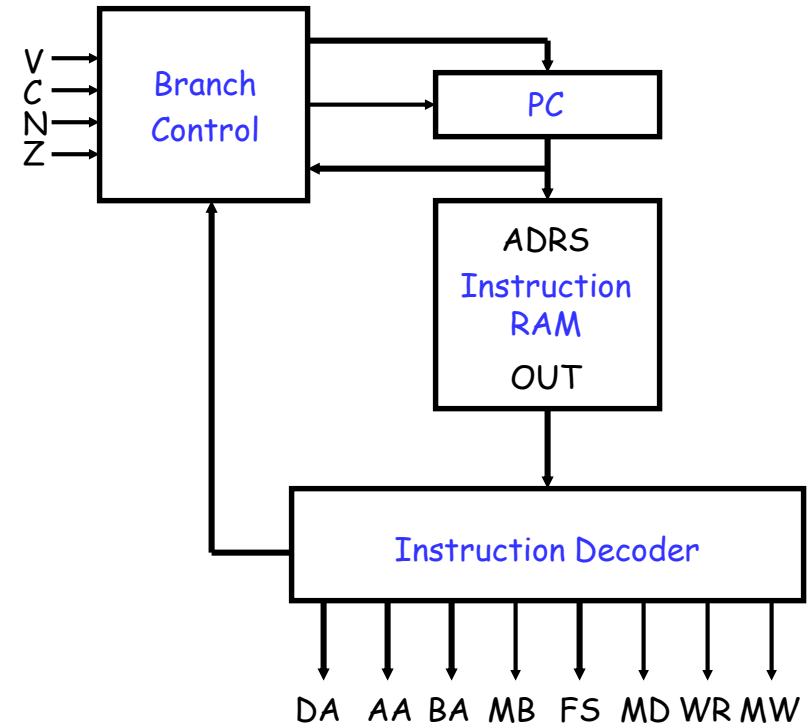 V
C
N
Z
Branch
Control
PC
ADRS
Instruction
RAM
OUT
Instruction Decoder
DA AA BA MB FS MD WR MW